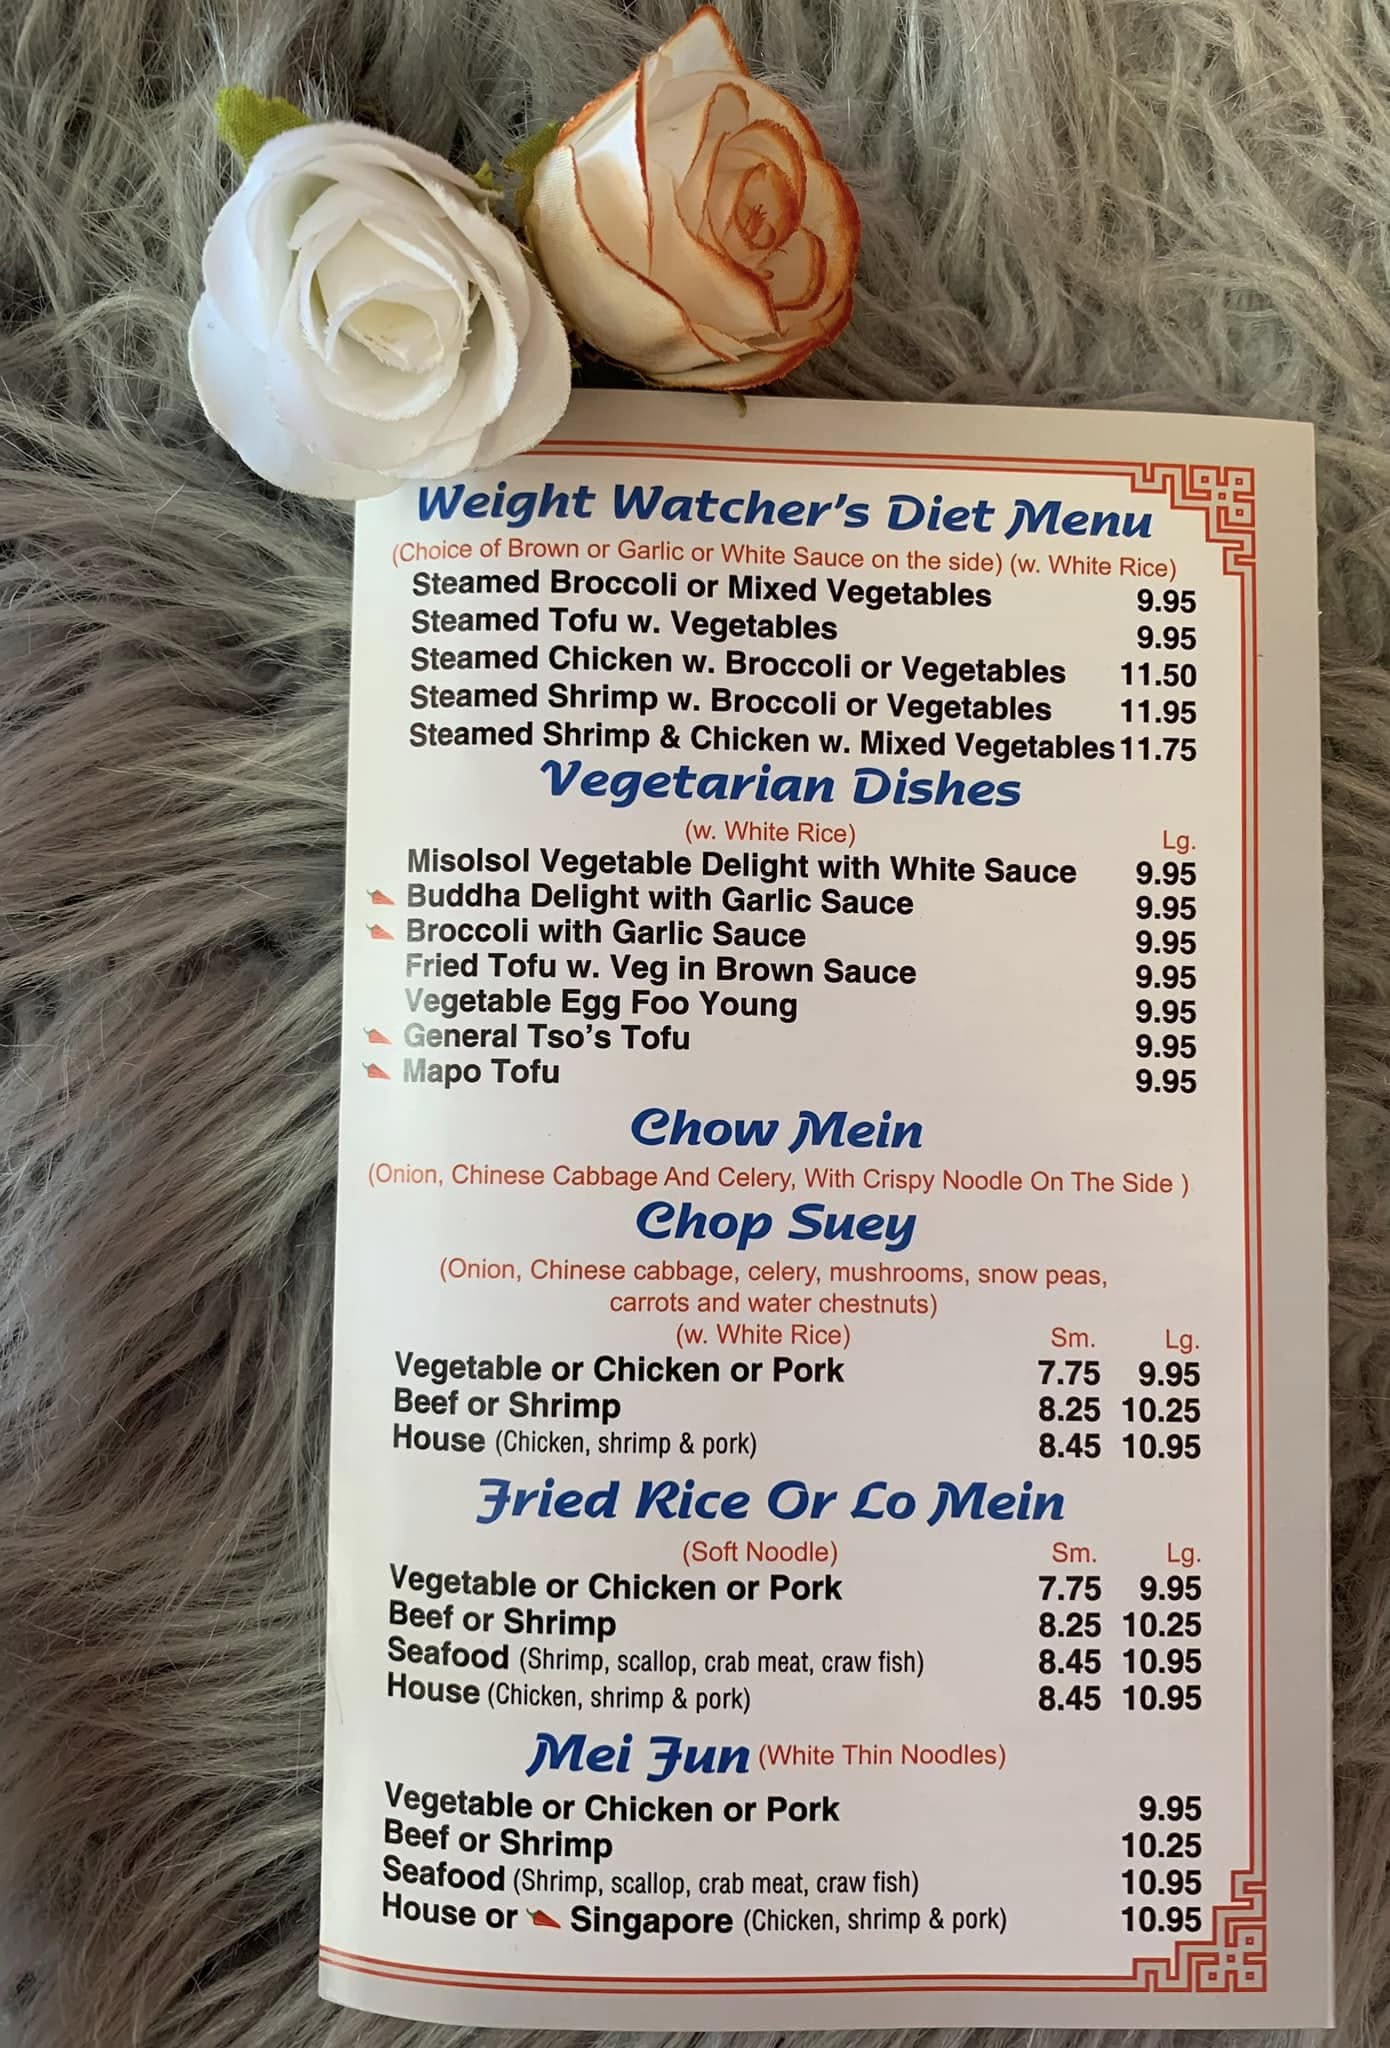 Weight Watcher's Diet Menu
(Choice of Brown or Garlic or White Sauce on the side) (w. White Rice)
Steamed Broccoli or Mixed Vegetables 9.95
Steamed Tofu w. Vegetables 9.95
Steamed Chicken w. Broccoli or Vegetables 11.50
Steamed Shrimp w. Broccoli or Vegetables 11.95
Steamed Shrimp & Chicken w. Mixed Vegetables 11.75
Vegetarian Dishes
(w. White Rice) Lg.
Misolsol Vegetable Delight with White Sauce 9.95
Buddha Delight with Garlic Sauce 9.95
Broccoli with Garlic Sauce 9.95
Fried Tofu w. Veg in Brown Sauce 9.95
Vegetable Egg Foo Young 9.95
General Tso's Tofu 9.95
Mapo Tofu 9.95
Chow Mein
(Onion, Chinese Cabbage And Celery, With Crispy Noodle On The Side )
Chop Suey
(Onion, Chinese cabbage, celery, mushrooms, snow peas,
carrots and water chestnuts)
(w. White Rice) Sm. Lg.
Vegetable or Chicken or Pork 7.75 9.95
Beef or Shrimp 8.25 10.25
House (Chicken, shrimp & pork) 8.45 10.95
Fried Rice Or Lo Mein
(Soft Noodle) Sm. Lg.
Vegetable or Chicken or Pork 7.75 9.95
Beef or Shrimp 8.25 10.25
Seafood (Shrimp, scallop, crab meat, craw fish) 8.45 10.95
House (Chicken, shrimp & pork) 8.45 10.95
Mei Fun (White Thin Noodles)
Vegetable or Chicken or Pork 9.95
Beef or Shrimp 10.25
Seafood (Shrimp, scallop, crab meat, craw fish) 10.95
House or Singapore (Chicken, shrimp & pork) 10.95